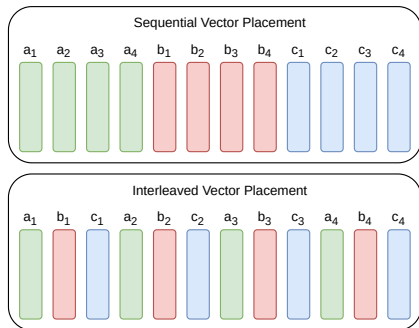 Sequential Vector Placement
a₁ a₂ a₃ a₄ b₁ b₂ b₃ b₄ c₁ c₂ c₃ c₄
Interleaved Vector Placement
a₁ b₁ c₁ a₂ b₂ c₂ a₃ b₃ c₃ a₄ b₄ c₄